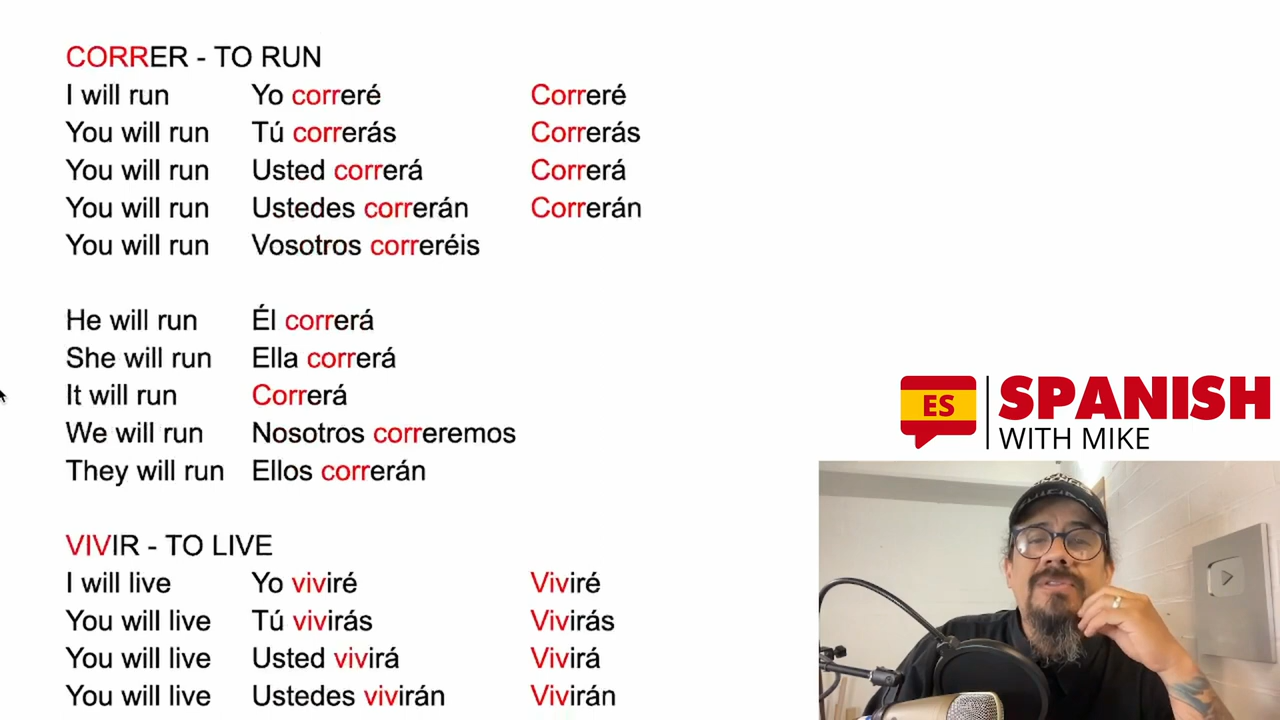 CORRER - TO RUN
I will run Yo correré Correré
You will run Tú correrás Correrás
You will run Usted correrá Correrá
You will run Ustedes correrán Correrán
You will run Vosotros correréis
He will run Él correrá
She will run Ella correrá
It will run Correrá
We will run Nosotros correremos
They will run Ellos correrán
VIVIR - TO LIVE
I will live Yo viviré Viviré
You will live Tú vivirás Vivirás
You will live Usted vivirá Vivirá
You will live Ustedes vivirán Vivirán
ES SPANISH
WITH MIKE